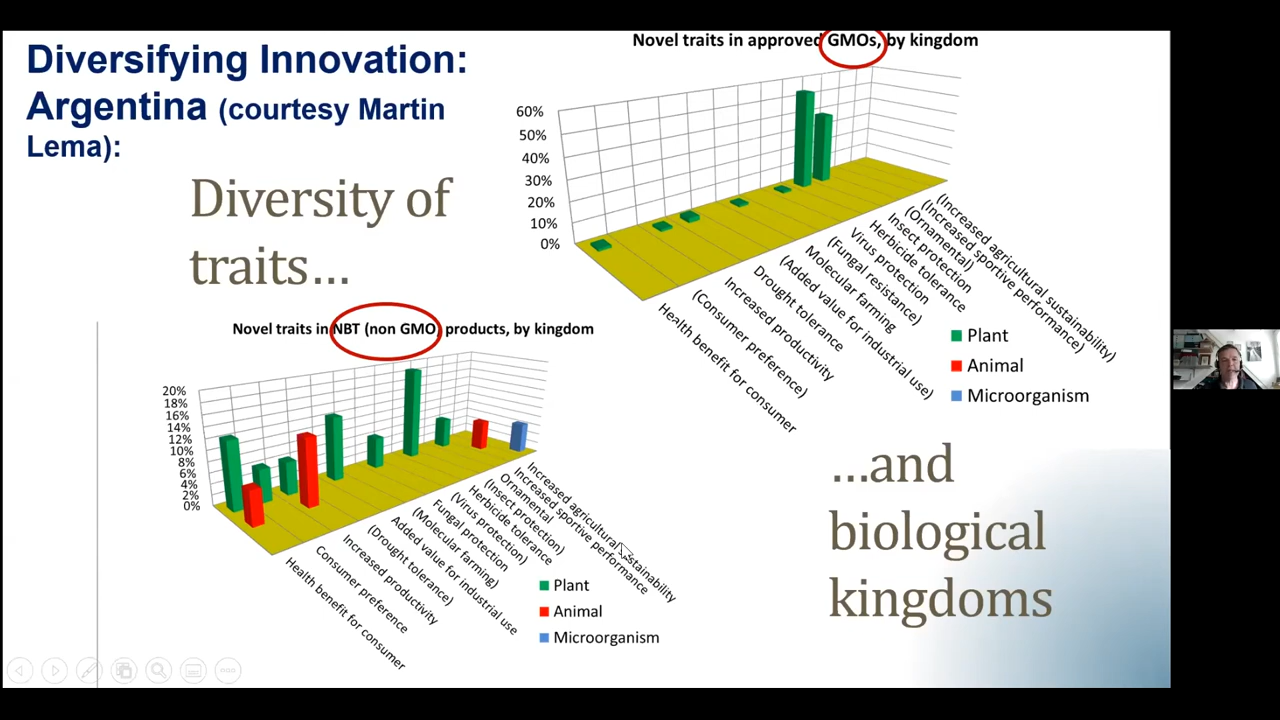 Diversifying Innovation:
Argentina (courtesy Martin
Lema):
Diversity of
traits…
Novel traits in approved GMOs, by kingdom
60%
50%
40%
30%
20%
10%
0%
(Increased agricultural sustainability)
(Increased sportive performance)
(Ornamental)
Insect protection
Herbicide tolerance
Virus protection
(Fungal resistance)
Molecular farming
(Added value for industrial use)
Drought tolerance
Increased productivity
(Consumer preference)
Health benefit for consumer
Plant
Animal
Microorganism
Novel traits in NBT (non GMO) products, by kingdom
20%
18%
16%
14%
12%
10%
8%
6%
4%
2%
0%
Increased agricultural sustainability
Increased sportive performance
Ornamental
(Insect protection)
Herbicide tolerance
(Virus protection)
Fungal protection
(Molecular farming)
Added value for industrial use
(Drought tolerance)
Increased productivity
Consumer preference
Health benefit for consumer
Plant
Animal
Microorganism
…and
biological
kingdoms